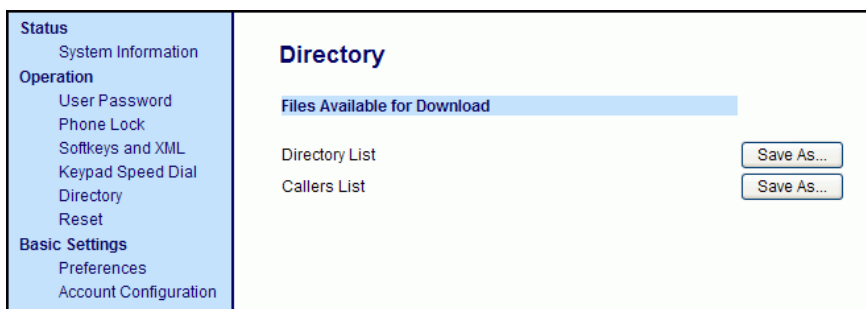 Status
System Information
Operation
User Password
Phone Lock
Softkeys and XML
Keypad Speed Dial
Directory
Reset
Basic Settings
Preferences
Account Configuration
Directory
Files Available for Download
Directory List Save As...
Callers List Save As...